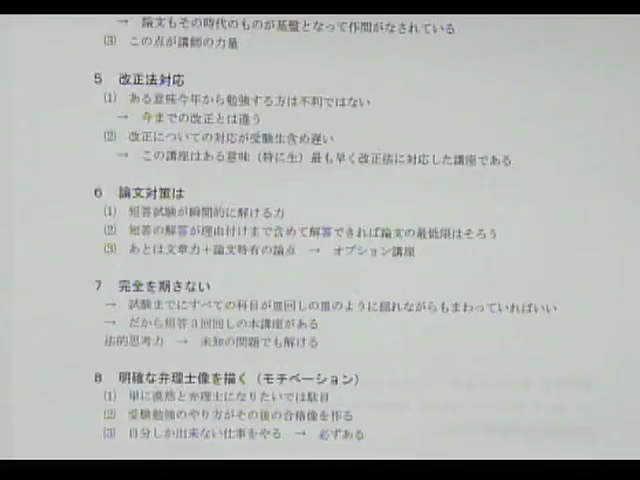 → 論文もその時代のものが基盤となって作問がなされている
(3) この点が講師の力量
5 改正法対応
(1) ある意味今年から勉強する方は不利ではない
→ 今までの改正とは違う
(2) 改正についての対応が受験生含め遅い
→ この講座はある意味（特に生）最も早く改正法に対応した講座である
6 論文対策は
(1) 短答試験が瞬間的に解ける力
(2) 短答の解答が理由付けまで含めて解答できれば論文の最低限はそろう
(3) あとは文章力＋論文特有の論点 → オプション講座
7 完全を期さない
→ 試験までにすべての科目が皿回しの皿のように揺れながらもまわっていればいい
→ だから短答3回回しの本講座がある
法的思考力 → 未知の問題でも解ける
8 明確な弁理士像を描く（モチベーション）
(1) 単に漠然と弁理士になりたいでは駄目
(2) 受験勉強のやり方がその後の合格像を作る
(3) 自分しか出来ない仕事をやる → 必ずある